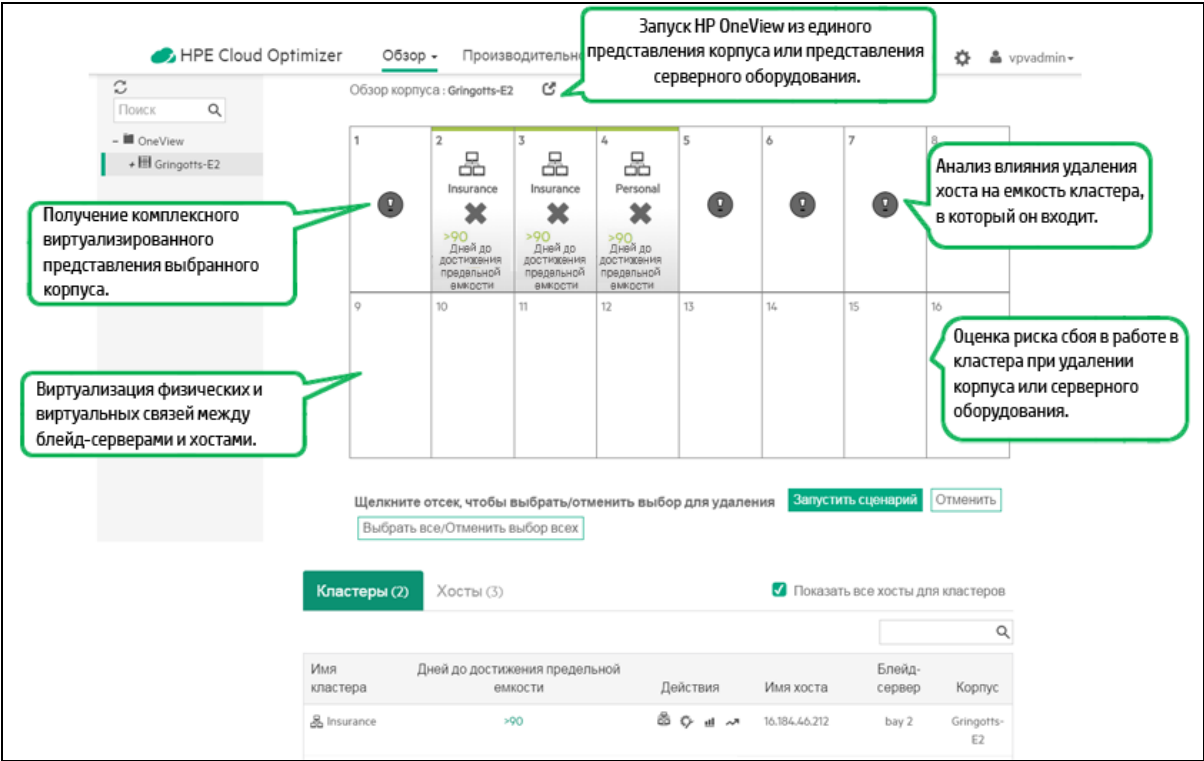 Запуск HP OneView из единого
представления корпуса или представления
серверного оборудования.
HPE Cloud Optimizer
Обзор
vpvadmin
Поиск
Обзор корпуса : Gringotts-E2
OneView
Gringotts-E2
1 2 3 4 5 6 7 8
Insurance Insurance Personal
>90 >90 >90
Дней до Дней до Дней до
достижения достижения достижения
предельной предельной предельной
емкости емкости емкости
Анализ влияния удаления
хоста на емкость кластера,
в который он входит.
Получение комплексного
виртуализированного
представления выбранного
корпуса.
9 10 11 12 13 14 15 16
Оценка риска сбоя в работе в
кластера при удалении
корпуса или серверного
оборудования.
Виртуализация физических и
виртуальных связей между
блейд-серверами и хостами.
Щелкните отсек, чтобы выбрать/отменить выбор для удаления
Запустить сценарий
Отменить
Выбрать все/Отменить выбор всех
Кластеры (2)
Хосты (3)
Показать все хосты для кластеров
Имя
кластера
Дней до достижения предельной
емкости
Действия
Имя хоста
Блейд-
сервер
Корпус
Insurance
>90
16.184.46.212
bay 2
Gringotts-
E2